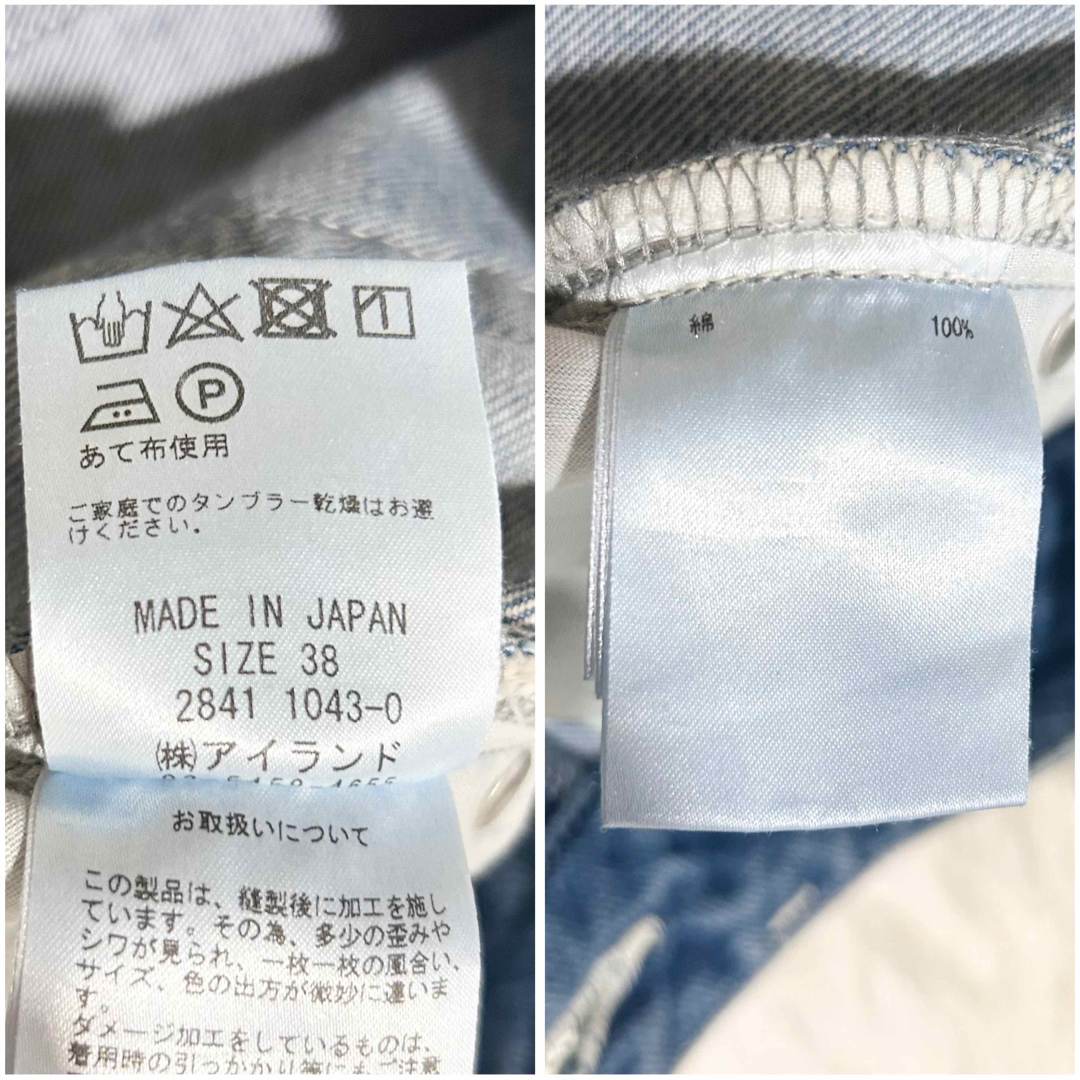 P
あて布使用
ご家庭でのタンブラー乾燥はお避
けください。
MADE IN JAPAN
SIZE 38
2841 1043-0
㈱アイランド
お取扱いについて
この製品は、縫製後に加工を施し
ています。その為、多少の歪みや
シワが見られ、一枚一枚の風合い、
サイズ、色の出方が微妙に違いま
す。
ダメージ加工をしているものは、
着用時の引っかかり等にもご注意
綿 100%